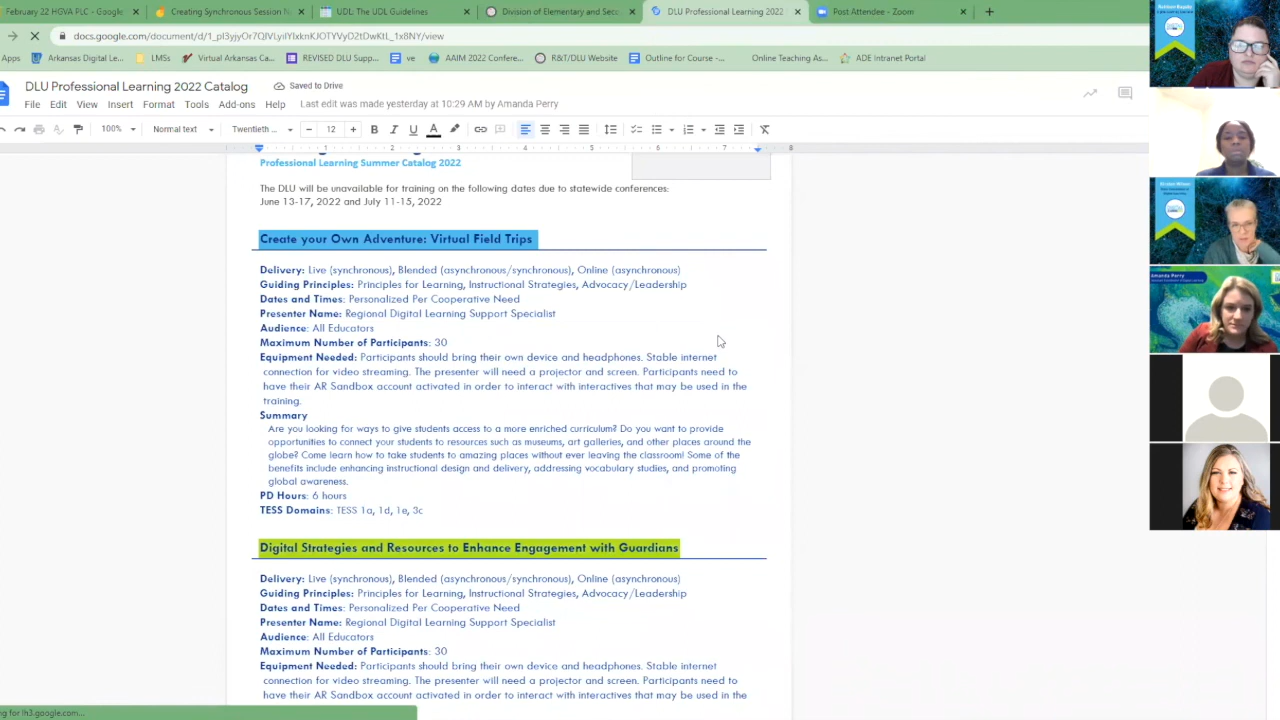 February 22 HGVA PLC - Google
Creating Synchronous Session N
UDL: The UDL Guidelines
Division of Elementary and Seco
DLU Professional Learning 2022
Post Attendee - Zoom
Apps
Arkansas Digital Le...
LMSs
Virtual Arkansas Ca...
REVISED DLU Supp...
ve
AAIM 2022 Confere...
R&T/DLU Website
Outline for Course -...
Online Teaching As...
ADE Intranet Portal
DLU Professional Learning 2022 Catalog
Saved to Drive
File Edit View Insert Format Tools Add-ons Help
Last edit was made yesterday at 10:29 AM by Amanda Perry
100% Normal text Twentieth ... 12
1 2 3 4 5 6 7 8
Professional Learning Summer Catalog 2022
The DLU will be unavailable for training on the following dates due to statewide conferences:
June 13-17, 2022 and July 11-15, 2022
Create your Own Adventure: Virtual Field Trips
Delivery: Live (synchronous), Blended (asynchronous/synchronous), Online (asynchronous)
Guiding Principles: Principles for Learning, Instructional Strategies, Advocacy/Leadership
Dates and Times: Personalized Per Cooperative Need
Presenter Name: Regional Digital Learning Support Specialist
Audience: All Educators
Maximum Number of Participants: 30
Equipment Needed: Participants should bring their own device and headphones. Stable internet
connection for video streaming. The presenter will need a projector and screen. Participants need to
have their AR Sandbox account activated in order to interact with interactives that may be used in the
training.
Summary
Are you looking for ways to give students access to a more enriched curriculum? Do you want to provide
opportunities to connect your students to resources such as museums, art galleries, and other places around the
globe? Come learn how to take students to amazing places without ever leaving the classroom! Some of the
benefits include enhancing instructional design and delivery, addressing vocabulary studies, and promoting
global awareness.
PD Hours: 6 hours
TESS Domains: TESS 1a, 1d, 1e, 3c
Digital Strategies and Resources to Enhance Engagement with Guardians
Delivery: Live (synchronous), Blended (asynchronous/synchronous), Online (asynchronous)
Guiding Principles: Principles for Learning, Instructional Strategies, Advocacy/Leadership
Dates and Times: Personalized Per Cooperative Need
Presenter Name: Regional Digital Learning Support Specialist
Audience: All Educators
Maximum Number of Participants: 30
Equipment Needed: Participants should bring their own device and headphones. Stable internet
connection for video streaming. The presenter will need a projector and screen. Participants need to
have their AR Sandbox account activated in order to interact with interactives that may be used in the
ng for lh3.google.com...
Amanda Perry